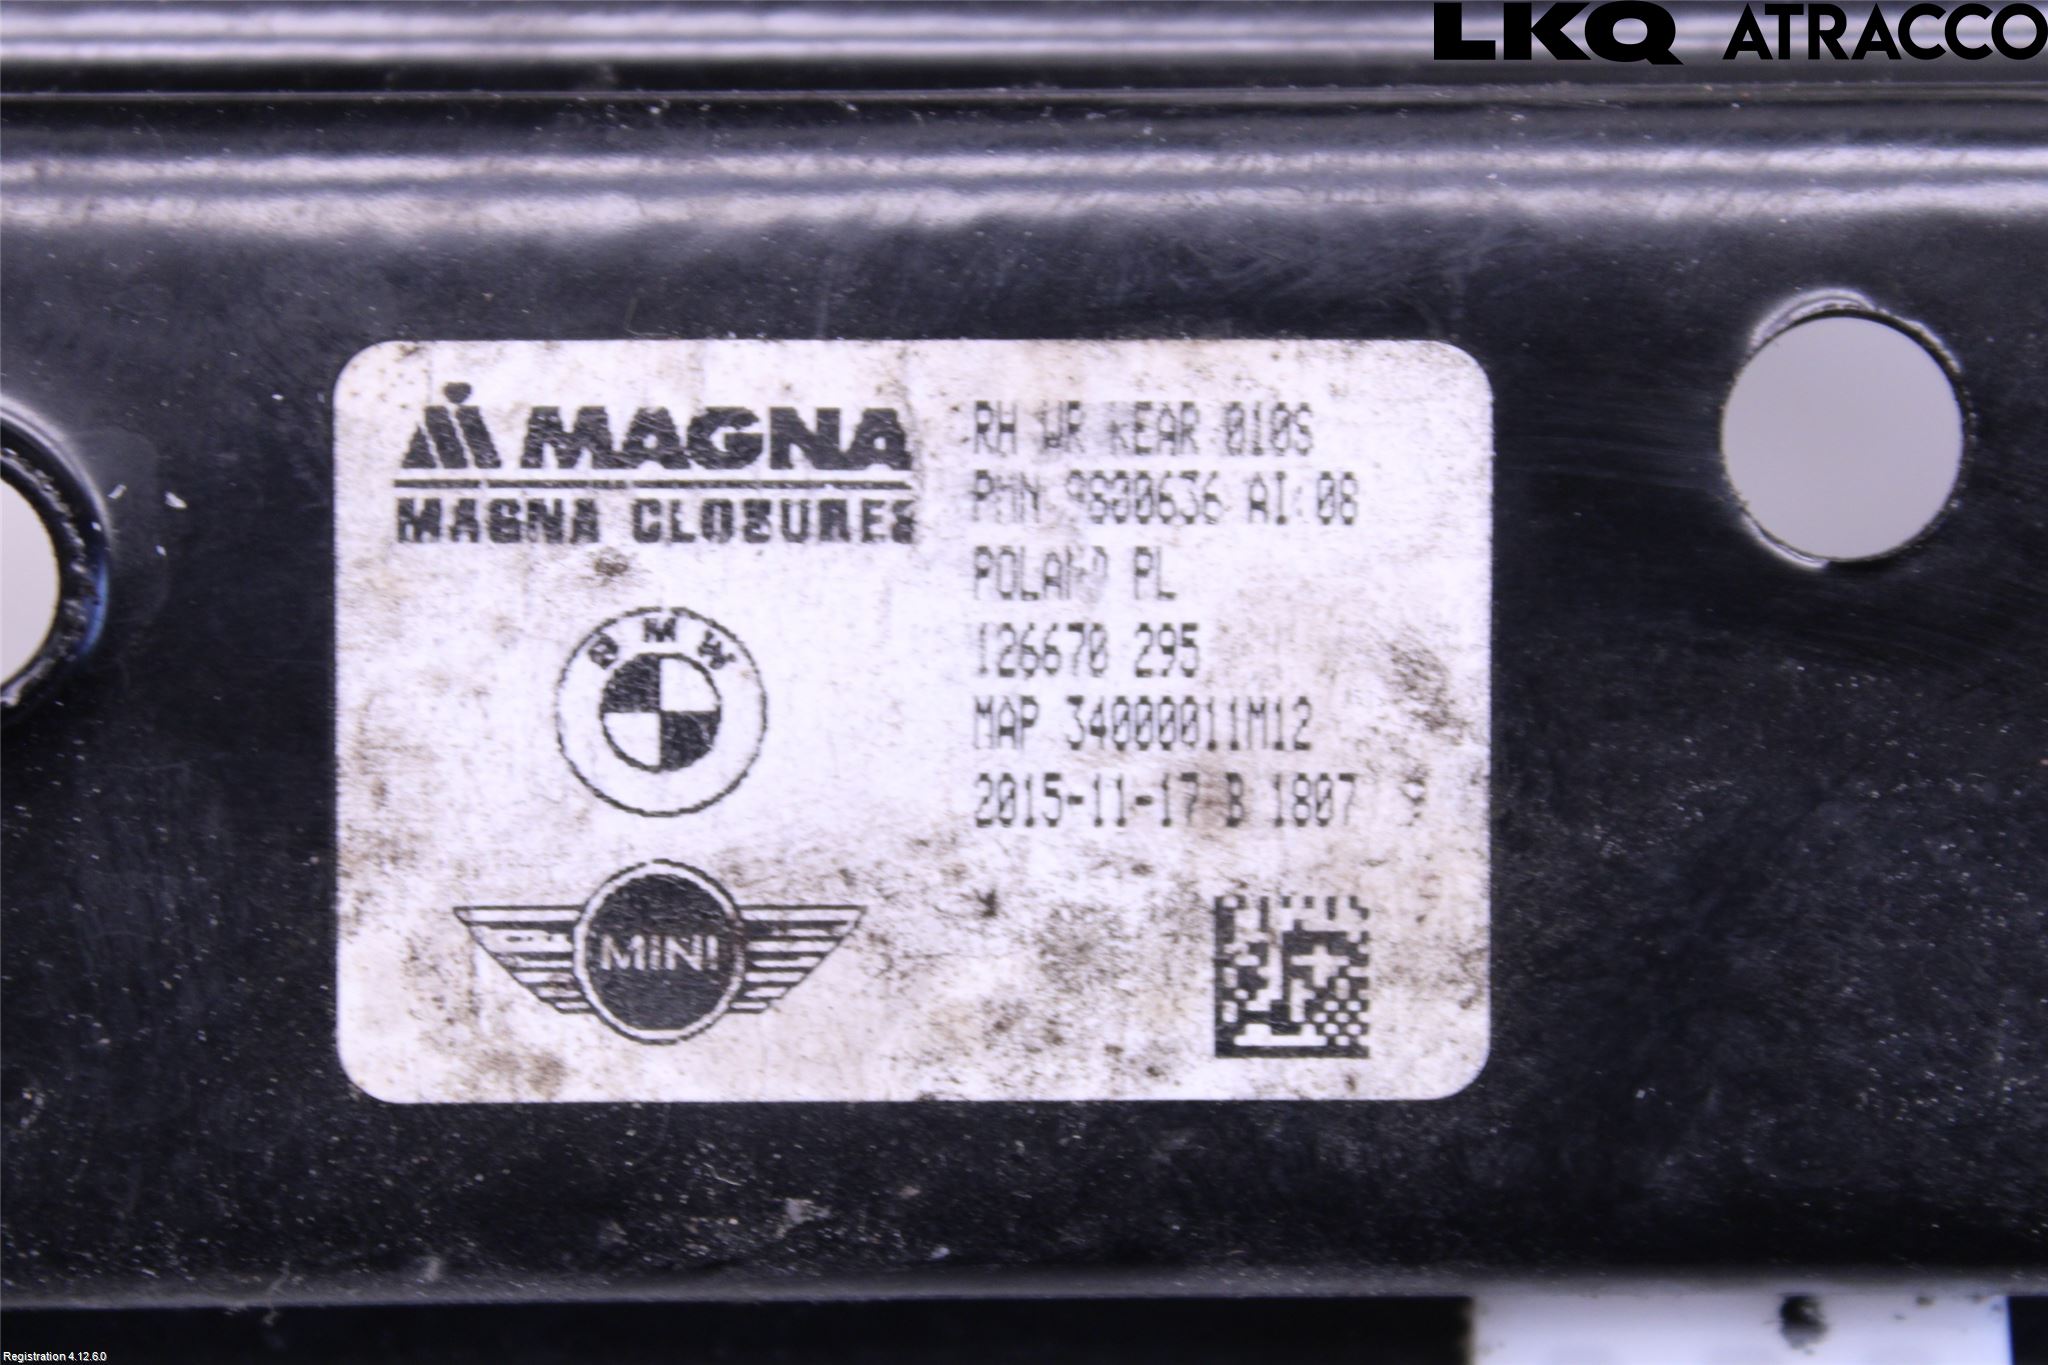 LKQ ATRACCO
MAGNA
MAGNA CLOSURES
BMW
MINI
RH WR REAR 010S
PMN 9800636 AI:08
POLAND PL
126670 295
MAP 34000011M12
2015-11-17 B 1807 9
Registration 4.12.6.0